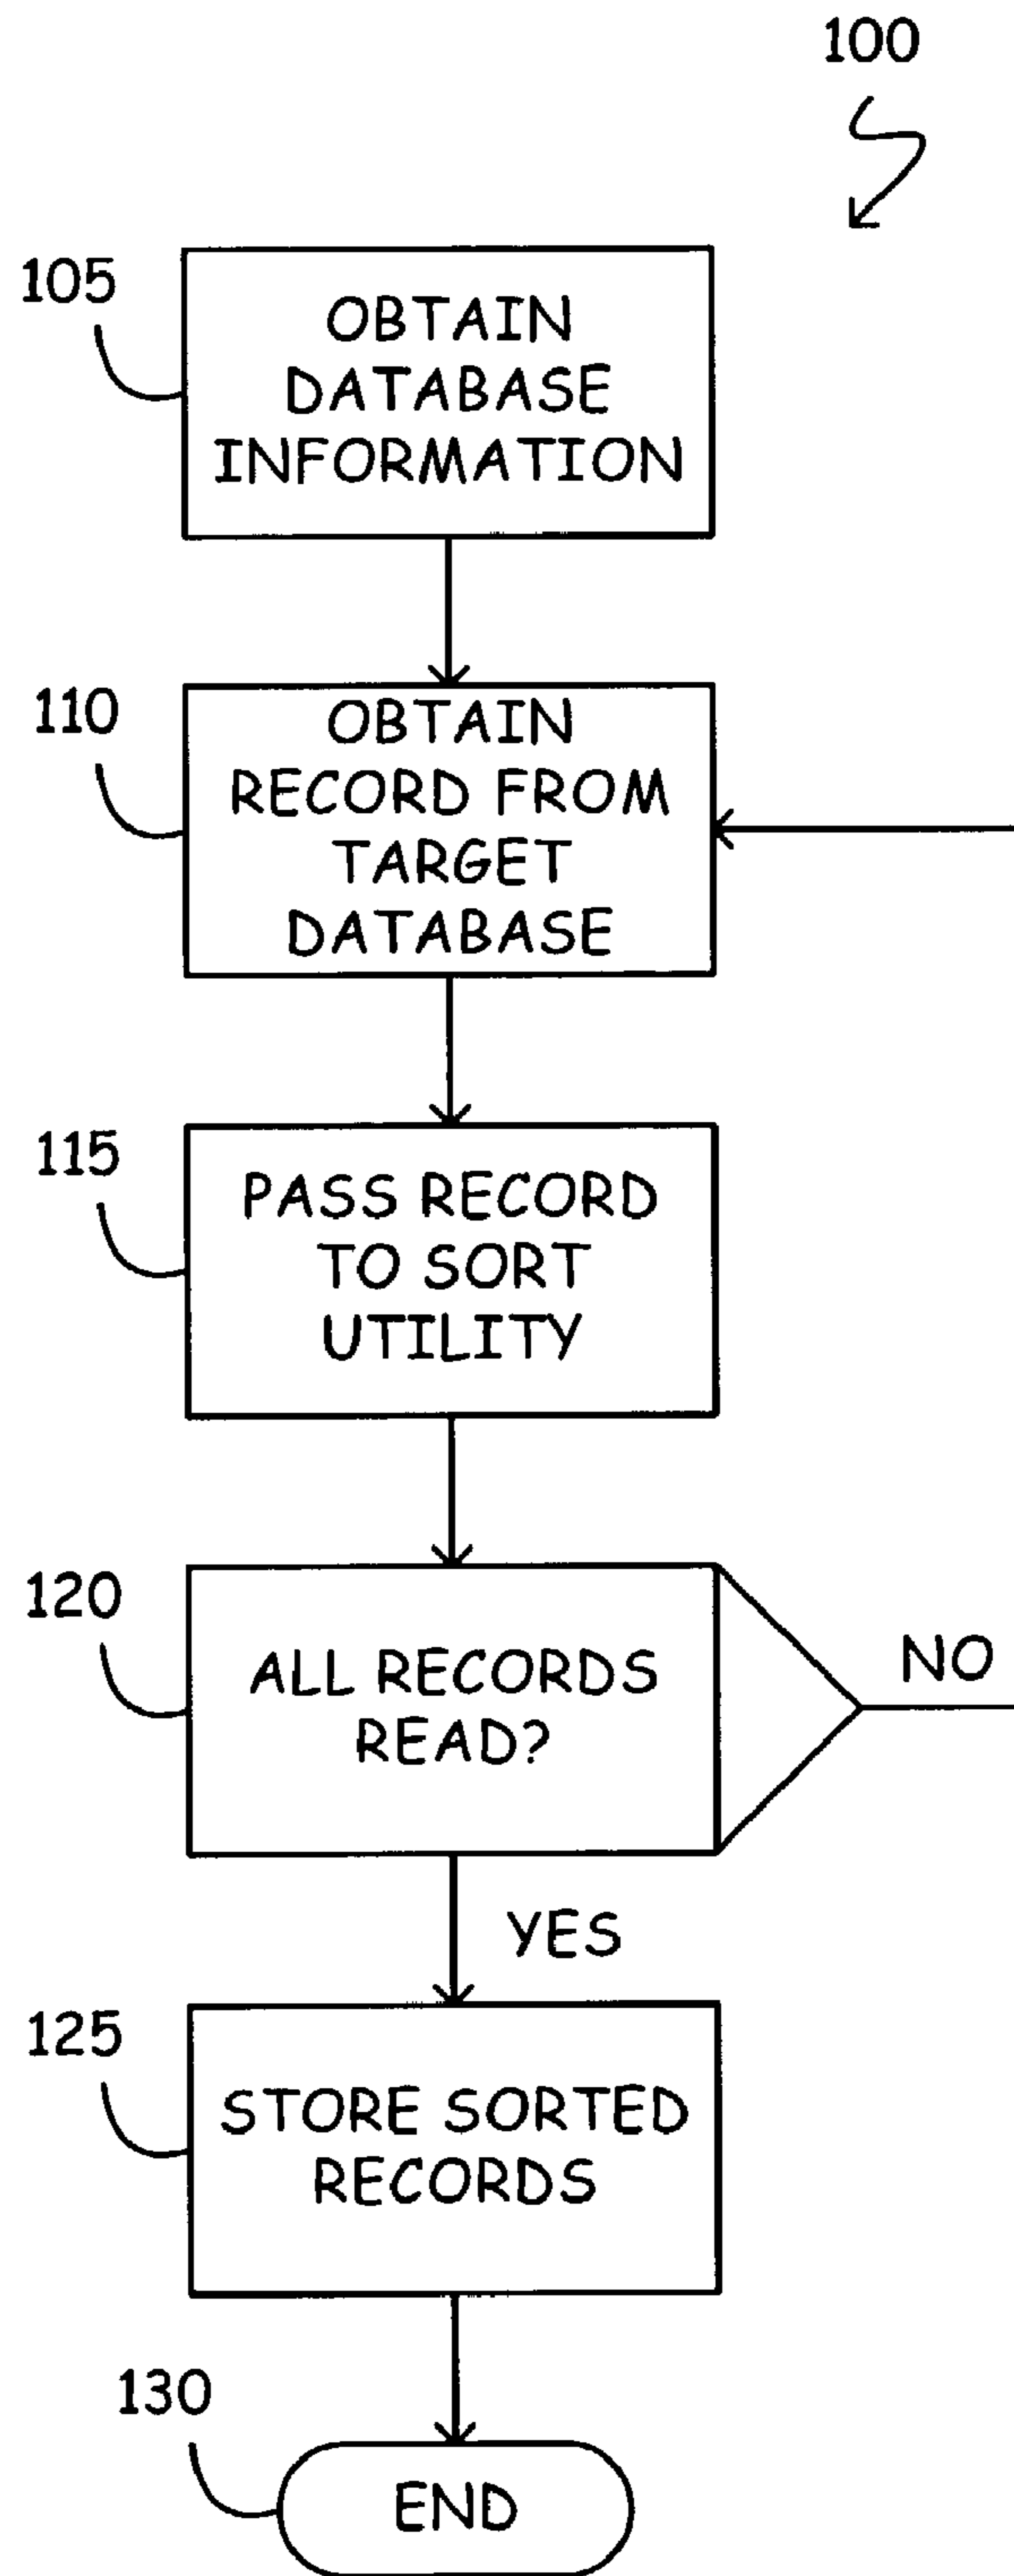 100
105
OBTAIN
DATABASE
INFORMATION
110
OBTAIN
RECORD FROM
TARGET
DATABASE
115
PASS RECORD
TO SORT
UTILITY
120
ALL RECORDS
READ?
NO
YES
125
STORE SORTED
RECORDS
130
END